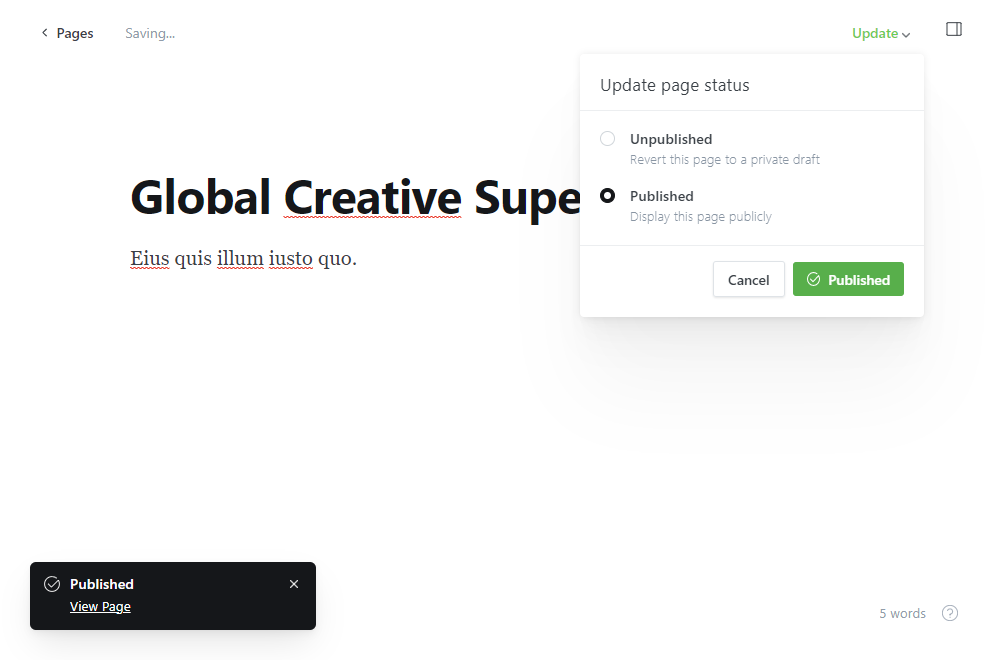 Pages
Saving...
Update
Update page status
Unpublished
Revert this page to a private draft
Published
Display this page publicly
Cancel
Published
Global Creative Supe
Eius quis illum iusto quo.
Published
View Page
5 words